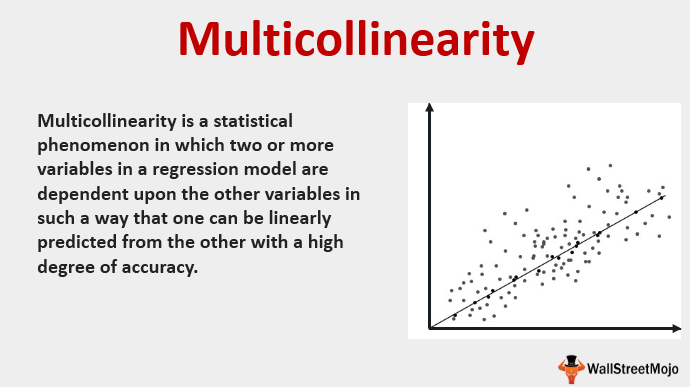 Multicollinearity
Multicollinearity is a statistical
phenomenon in which two or more
variables in a regression model are
dependent upon the other variables in
such a way that one can be linearly
predicted from the other with a high
degree of accuracy.
WallStreetMojo